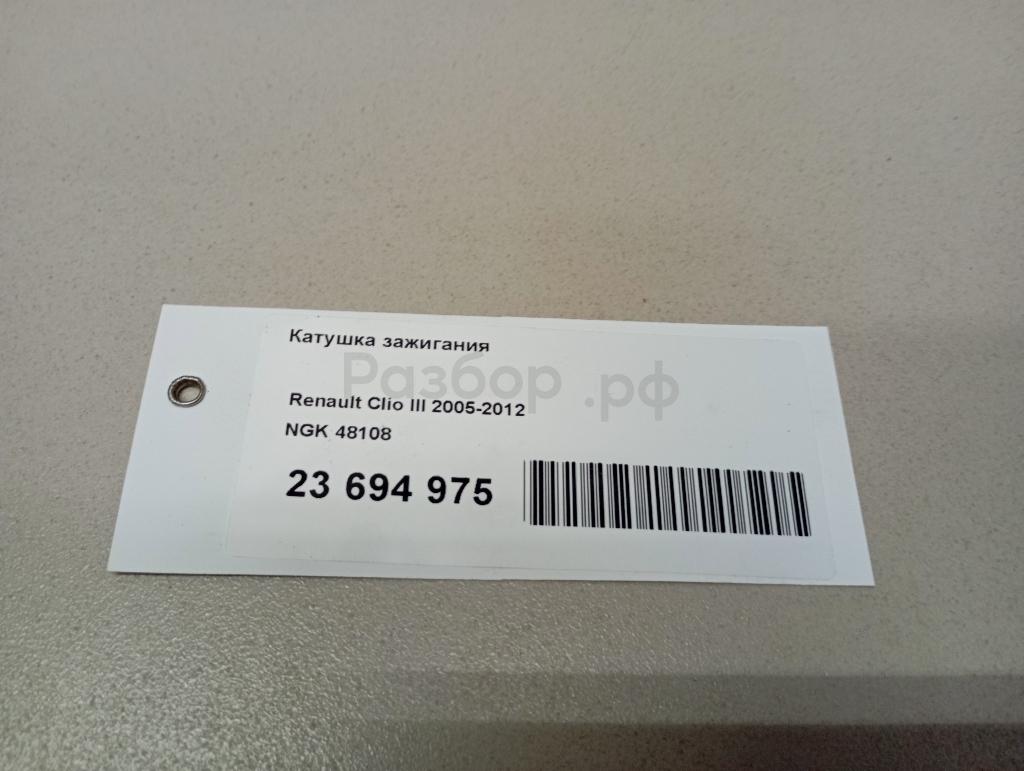 Катушка зажигания
Разбор .рф
Renault Clio III 2005-2012
NGK 48108
23 694 975